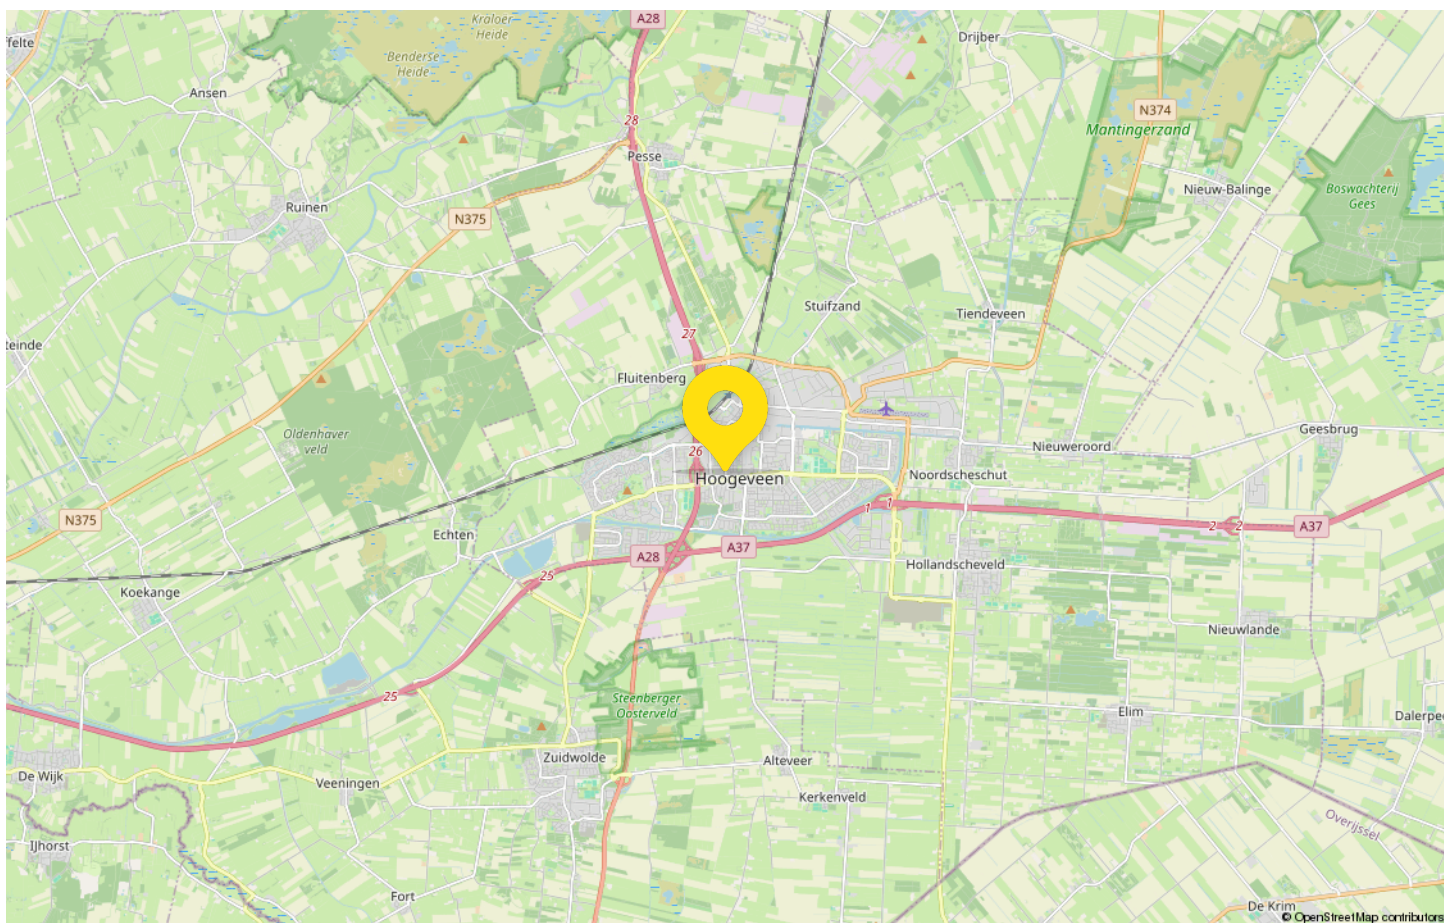 A28
Kraloer
Heide
ffelte
Drijber
Benderse
Heide
Ansen
N374
28
Mantingerzand
Pesse
Nieuw-Balinge
Boswachterij
Gees
Ruinen
N375
Stuifzand
Tiendeveen
27
teinde
Fluitenberg
Oldenhaver
veld
Geesbrug
Nieuweroord
26
Hoogeveen
Noordscheschut
1
1
N375
2
2
A37
Echten
A28
A37
Hollandscheveld
25
Koekange
Nieuwlande
25
Steenberger
Oosterveld
Elim
Dalerpee
Zuidwolde
Alteveer
De Wijk
Veeningen
Kerkenveld
Overijssel
IJhorst
Fort
De Krim
© OpenStreetMap contributors